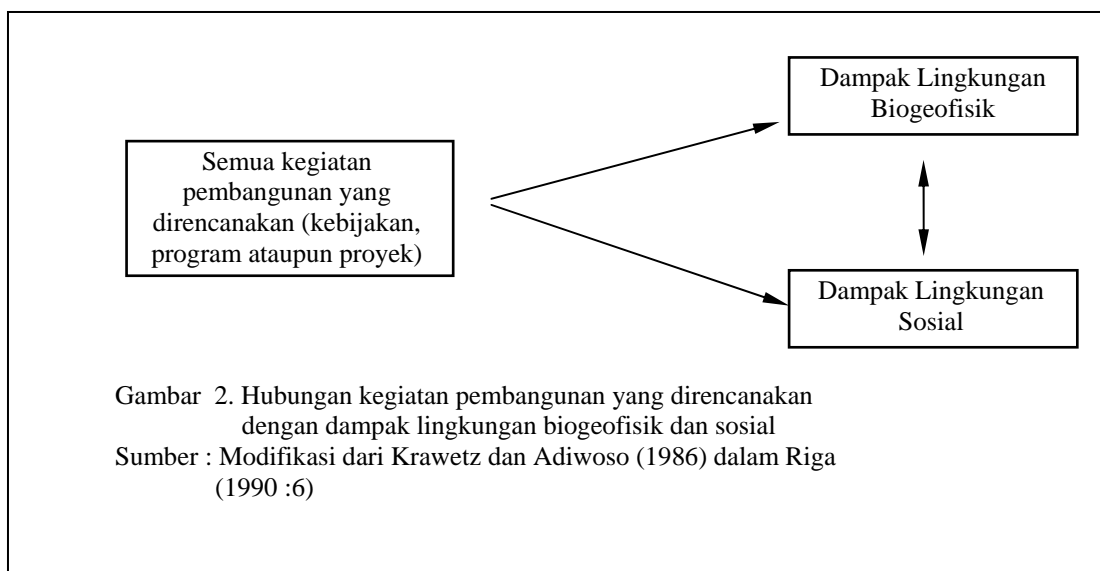 Dampak Lingkungan
Biogeofisik
Semua kegiatan
pembangunan yang
direncanakan (kebijakan,
program ataupun proyek)
Dampak Lingkungan
Sosial
Gambar 2. Hubungan kegiatan pembangunan yang direncanakan
dengan dampak lingkungan biogeofisik dan sosial
Sumber : Modifikasi dari Krawetz dan Adiwoso (1986) dalam Riga
(1990 :6)